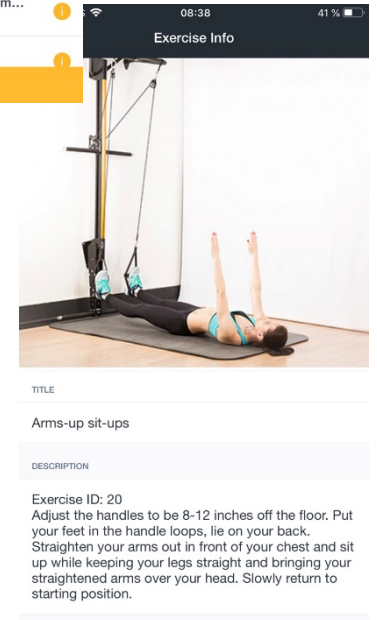 m...
i
i
08:38
41 %
Exercise Info
TITLE
Arms-up sit-ups
DESCRIPTION
Exercise ID: 20
Adjust the handles to be 8-12 inches off the floor. Put
your feet in the handle loops, lie on your back.
Straighten your arms out in front of your chest and sit
up while keeping your legs straight and bringing your
straightened arms over your head. Slowly return to
starting position.